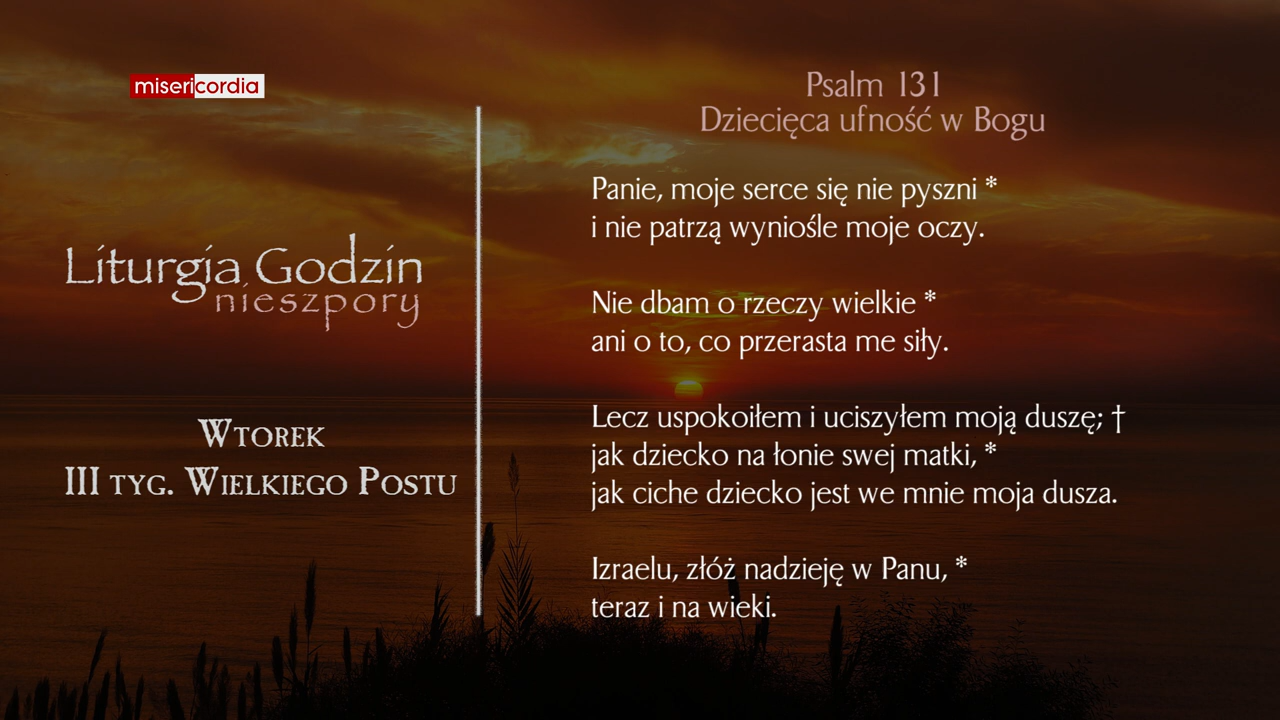 misericordia
Liturgia Godzin
nieszpory
Wtorek
III tyg. Wielkiego Postu
Psalm 131
Dziecięca ufność w Bogu
Panie, moje serce się nie pyszni *
i nie patrzą wyniośle moje oczy.
Nie dbam o rzeczy wielkie *
ani o to, co przerasta me siły.
Lecz uspokoiłem i uciszyłem moją duszę; †
jak dziecko na łonie swej matki, *
jak ciche dziecko jest we mnie moja dusza.
Izraelu, złóż nadzieję w Panu, *
teraz i na wieki.